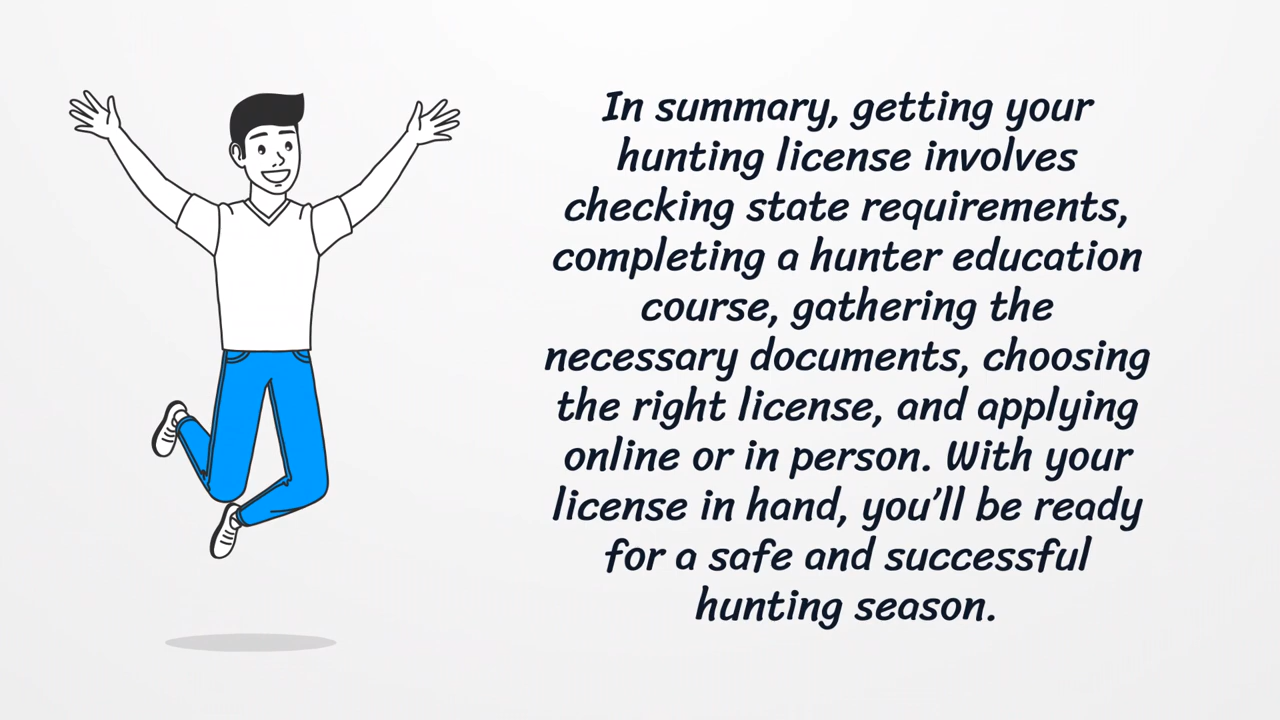 In summary, getting your
hunting license involves
checking state requirements,
completing a hunter education
course, gathering the
necessary documents, choosing
the right license, and applying
online or in person. With your
license in hand, you’ll be ready
for a safe and successful
hunting season.